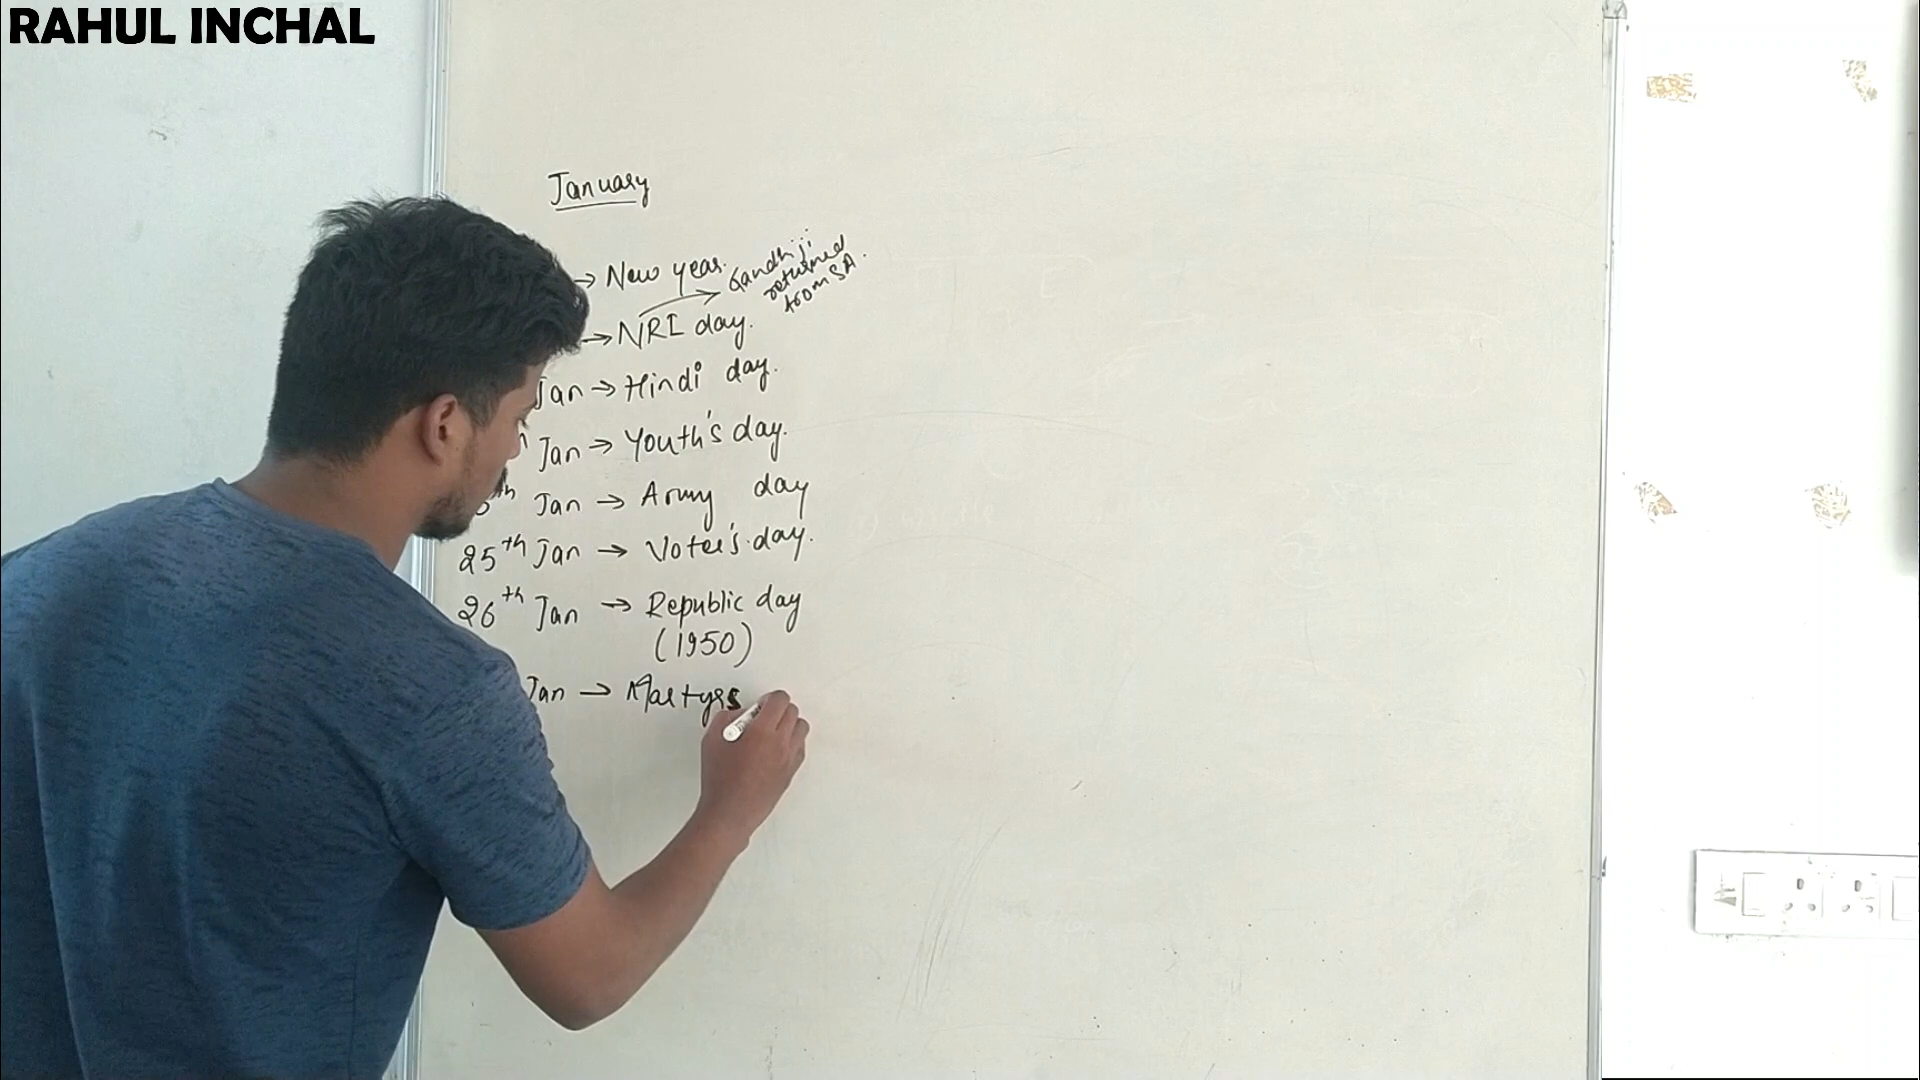 RAHUL INCHAL
January
→ New year.
→ Gandhiji
returned
from SA.
→ NRI day.
Jan → Hindi day.
Jan → Youth's day.
th Jan → Army day
25th Jan → Voter's day.
26th Jan → Republic day
(1950)
Jan → Martyrs